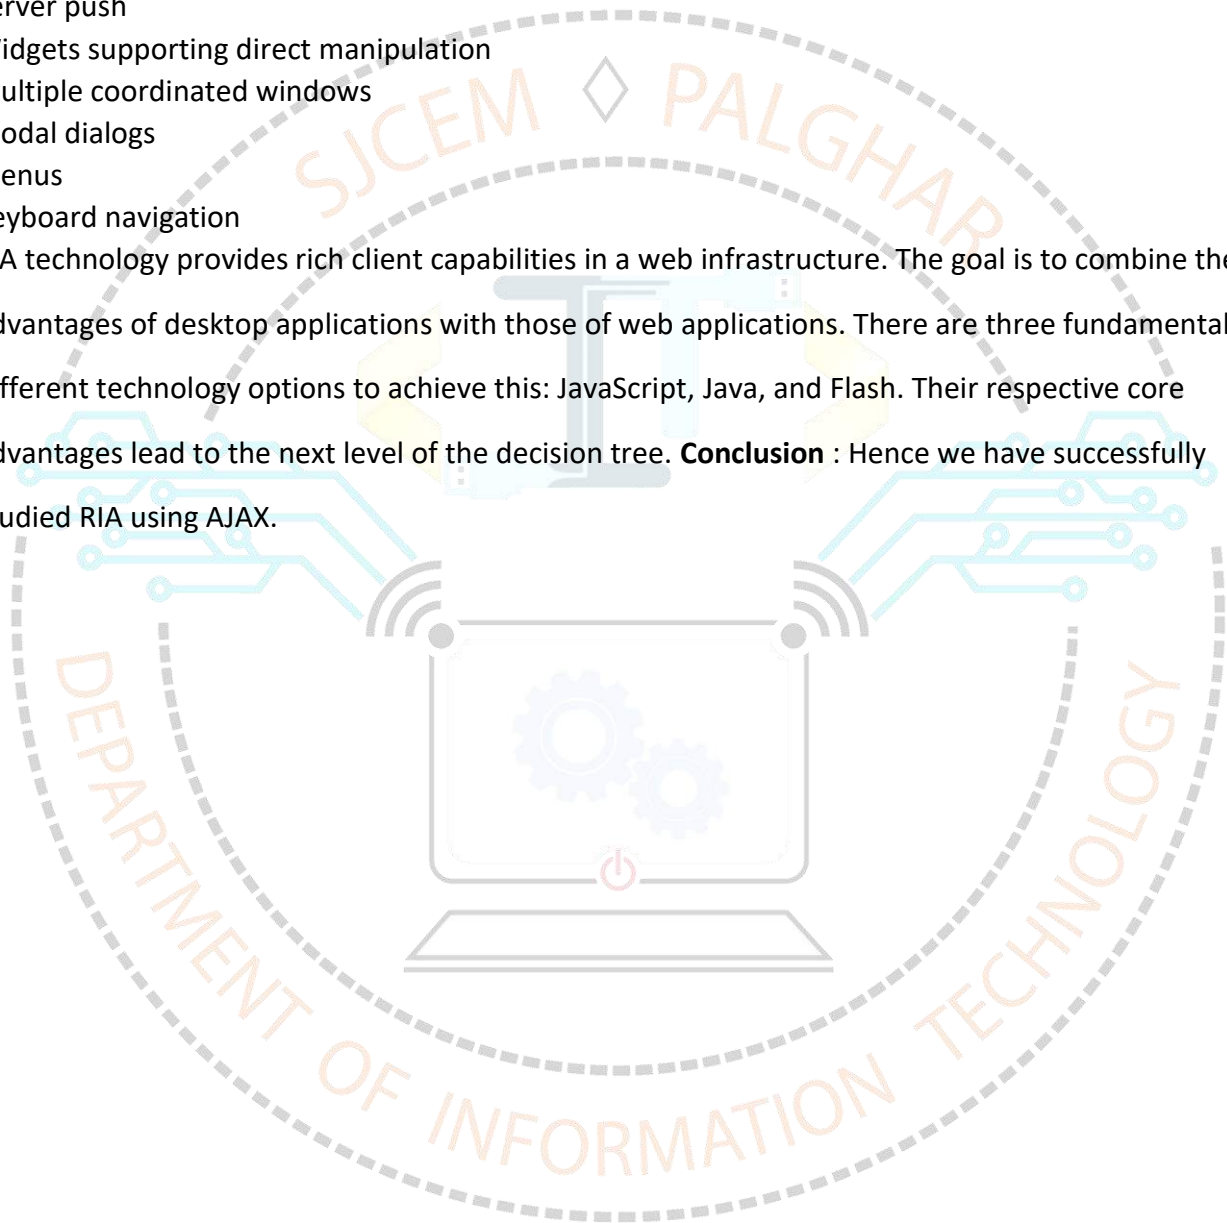 erver push
idgets supporting direct manipulation
ultiple coordinated windows
odal dialogs
enus
eyboard navigation
A technology provides rich client capabilities in a web infrastructure. The goal is to combine the
dvantages of desktop applications with those of web applications. There are three fundamental
fferent technology options to achieve this: JavaScript, Java, and Flash. Their respective core
dvantages lead to the next level of the decision tree. Conclusion : Hence we have successfully
udied RIA using AJAX.
SJCEM ◊ PALGHAR
DEPARTMENT OF INFORMATION TECHNOLOGY